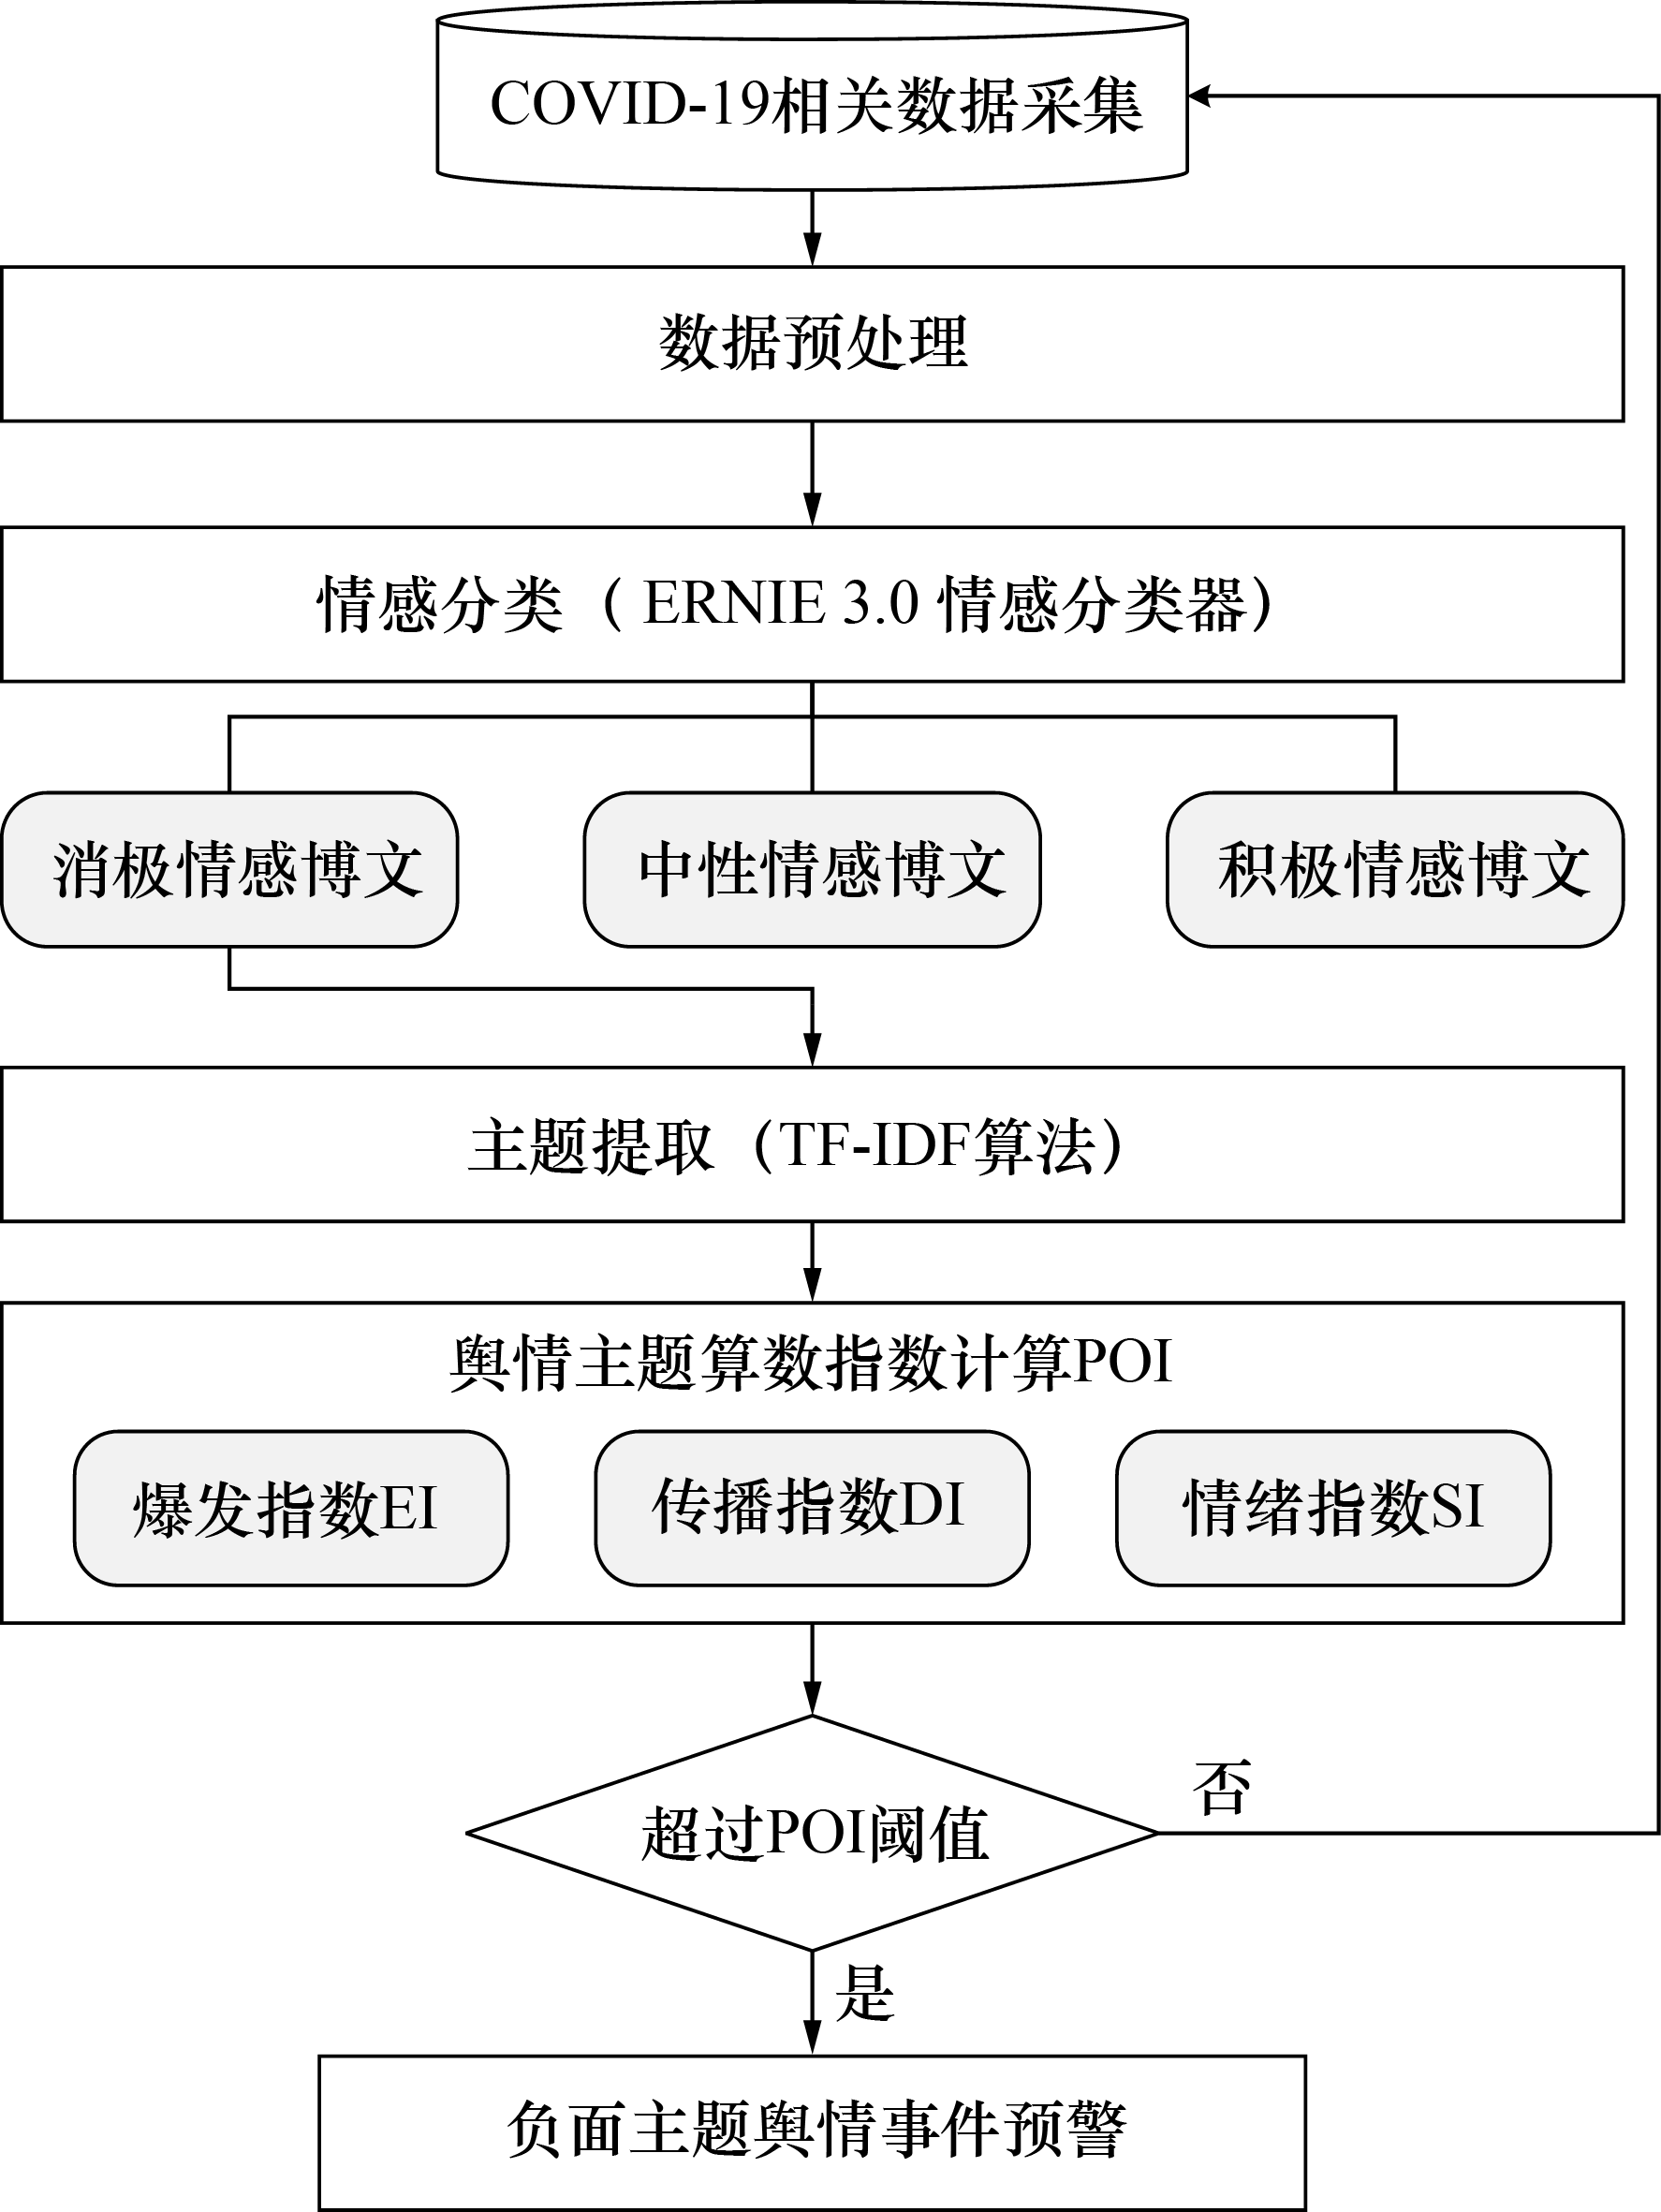 COVID-19相关数据采集
数据预处理
情感分类（ ERNIE 3.0 情感分类器）
消极情感博文
中性情感博文
积极情感博文
主题提取（TF-IDF算法）
舆情主题算数指数计算POI
爆发指数EI
传播指数DI
情绪指数SI
超过POI阈值
否
是
负面主题舆情事件预警